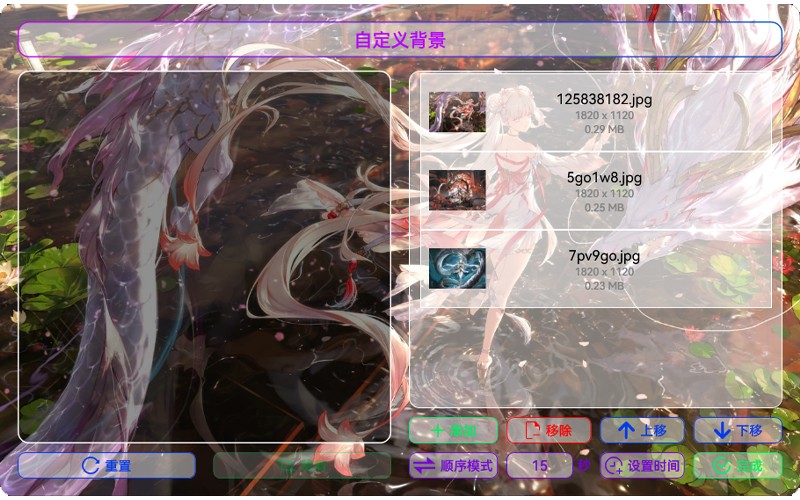 自定义背景
125838182.jpg
1820 x 1120
0.29 MB
5go1w8.jpg
1820 x 1120
0.25 MB
7pv9go.jpg
1820 x 1120
0.23 MB
移除
上移
下移
重置
顺序模式
15
秒
设置时间
完成